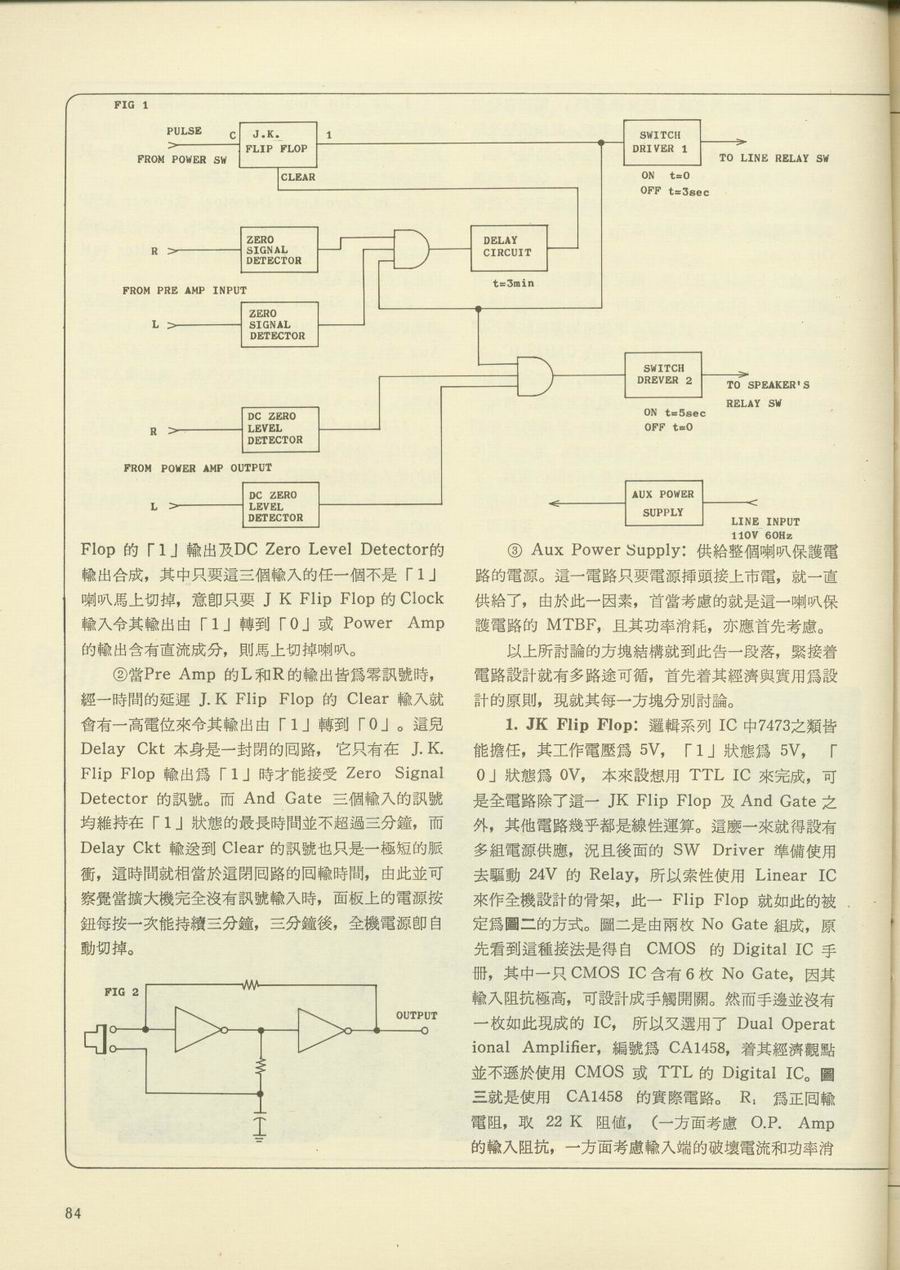 FIG 1
PULSE
FROM POWER SW
C
J.K.
FLIP FLOP
1
CLEAR
SWITCH
DRIVER 1
TO LINE RELAY SW
ON t=0
OFF t=3sec
R
ZERO
SIGNAL
DETECTOR
DELAY
CIRCUIT
t=3min
FROM PRE AMP INPUT
L
ZERO
SIGNAL
DETECTOR
SWITCH
DREVER 2
TO SPEAKER'S
RELAY SW
ON t=5sec
OFF t=0
R
DC ZERO
LEVEL
DETECTOR
FROM POWER AMP OUTPUT
L
DC ZERO
LEVEL
DETECTOR
AUX POWER
SUPPLY
LINE INPUT
110V 60Hz
Flop 的「1」輸出及DC Zero Level Detector的
輸出合成，其中只要這三個輸入的任一個不是「1」
喇叭馬上切掉，意卽只要 J K Flip Flop 的 Clock
輸入令其輸出由「1」轉到「0」或 Power Amp
的輸出含有直流成分，則馬上切掉喇叭。
②當Pre Amp 的L和R的輸出皆爲零訊號時，
經一時間的延遲 J.K Flip Flop 的 Clear 輸入就
會有一高電位來令其輸出由「1」轉到「0」。這兒
Delay Ckt 本身是一封閉的囘路，它只有在 J.K.
Flip Flop 輸出爲「1」時才能接受 Zero Signal
Detector 的訊號。而 And Gate 三個輸入的訊號
均維持在「1」狀態的最長時間並不超過三分鐘，而
Delay Ckt 輸送到 Clear 的訊號也只是一極短的脈
衝，這時間就相當於這閉囘路的囘輸時間，由此並可
察覺當擴大機完全沒有訊號輸入時，面板上的電源按
鈕每按一次能持續三分鐘，三分鐘後，全機電源卽自
動切掉。
FIG 2
OUTPUT
③ Aux Power Supply：供給整個喇叭保護電
路的電源。這一電路只要電源揷頭接上市電，就一直
供給了，由於此一因素，首當考慮的就是這一喇叭保
護電路的 MTBF，且其功率消耗，亦應首先考慮。
以上所討論的方塊結構就到此告一段落，緊接着
電路設計就有多路途可循，首先着其經濟與實用爲設
計的原則，現就其每一方塊分別討論。
1. JK Flip Flop：邏輯系列 IC 中7473之類皆
能擔任，其工作電壓爲 5V，「1」狀態爲 5V，「
0」狀態爲 0V，本來設想用 TTL IC 來完成，可
是全電路除了這一 JK Flip Flop 及 And Gate 之
外，其他電路幾乎都是線性運算。這麽一來就得設有
多組電源供應，況且後面的 SW Driver 準備使用
去驅動 24V 的 Relay，所以索性使用 Linear IC
來作全機設計的骨架，此一 Flip Flop 就如此的被
定爲圖二的方式。圖二是由兩枚 No Gate 組成，原
先看到這種接法是得自 CMOS 的 Digital IC 手
册，其中一只 CMOS IC 含有 6 枚 No Gate，因其
輸入阻抗極高，可設計成手觸開關。然而手邊並沒有
一枚如此現成的 IC，所以又選用了 Dual Operat
ional Amplifier，編號爲 CA1458，着其經濟觀點
並不遜於使用 CMOS 或 TTL 的 Digital IC。圖
三就是使用 CA1458 的實際電路。 R₁ 爲正囘輸
電阻，取 22 K 阻値，（一方面考慮 O.P. Amp
的輸入阻抗，一方面考慮輸入端的破壞電流和功率消
84